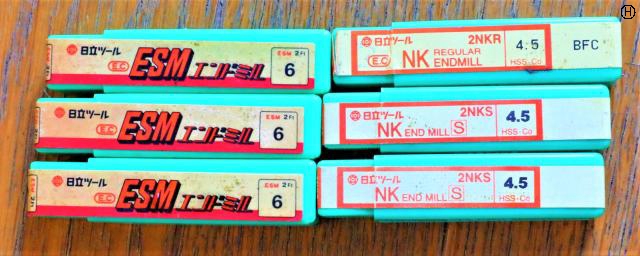 日立ツール
E.C
ESM エンドミル
ESM 2Fl
6
日立ツール
E.C
ESM エンドミル
ESM 2Fl
6
日立ツール
E.C
ESM エンドミル
ESM 2Fl
6
日立ツール 2NKR
E.C NK REGULAR
ENDMILL
4.5
HSS-Co
BFC
日立ツール 2NKS
NK END MILL S
4.5
HSS-Co
日立ツール 2NKS
NK END MILL S
4.5
HSS-Co
H